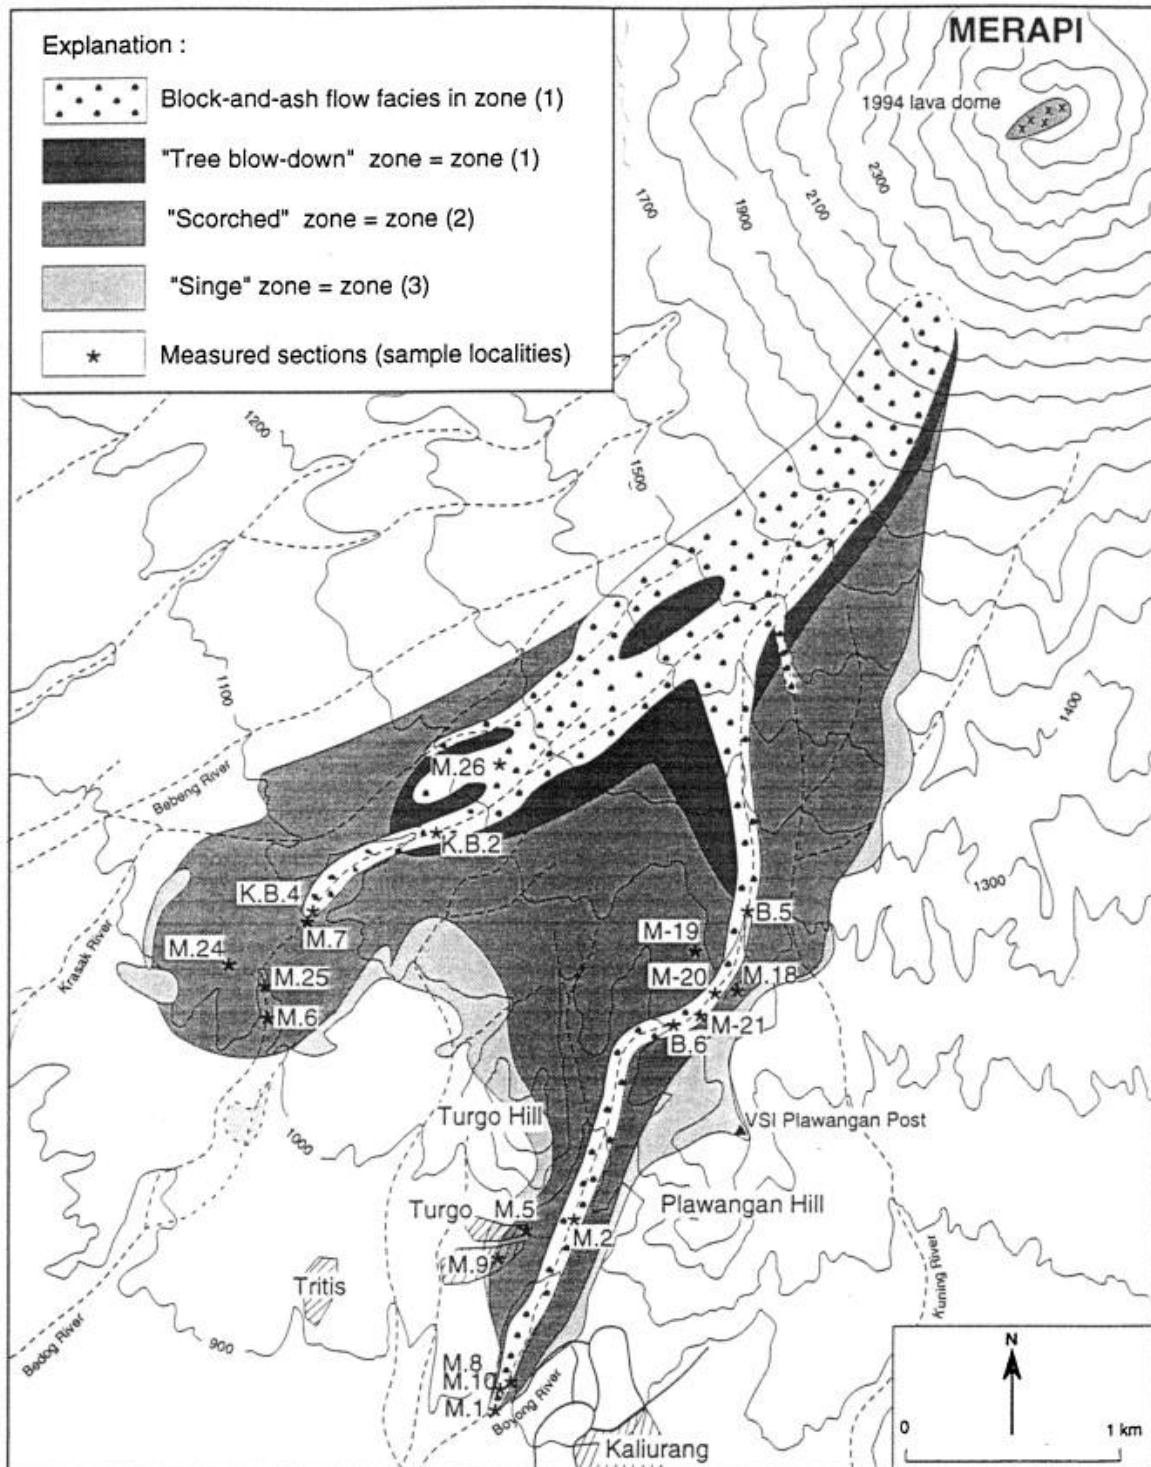 Explanation :
Block-and-ash flow facies in zone (1)
"Tree blow-down" zone = zone (1)
"Scorched" zone = zone (2)
"Singe" zone = zone (3)
Measured sections (sample localities)
MERAPI
1994 lava dome
2300
2100
1900
1700
1500
1200
1100
1400
1300
Bebeng River
M.26
K.B.2
K.B.4
M.7
B.5
M-19
M.24
Krasak River
M.25
M-20
M.18
M.6
M-21
B.6
1000
Turgo Hill
VSI Plawangan Post
Turgo
M.5
Plawangan Hill
M.2
M.9
Tritis
Kuning River
900
Bedog River
M.8
M.10
M.1
Boyong River
Kaliurang
N
0
1 km